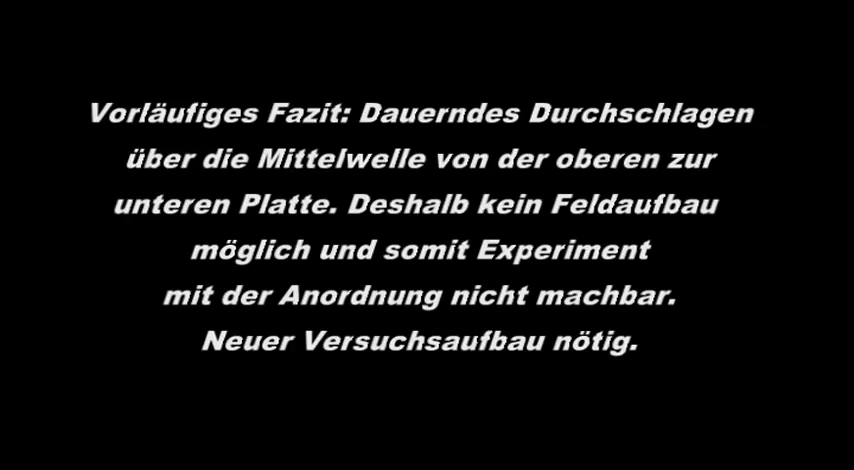 Vorläufiges Fazit: Dauerndes Durchschlagen
über die Mittelwelle von der oberen zur
unteren Platte. Deshalb kein Feldaufbau
möglich und somit Experiment
mit der Anordnung nicht machbar.
Neuer Versuchsaufbau nötig.